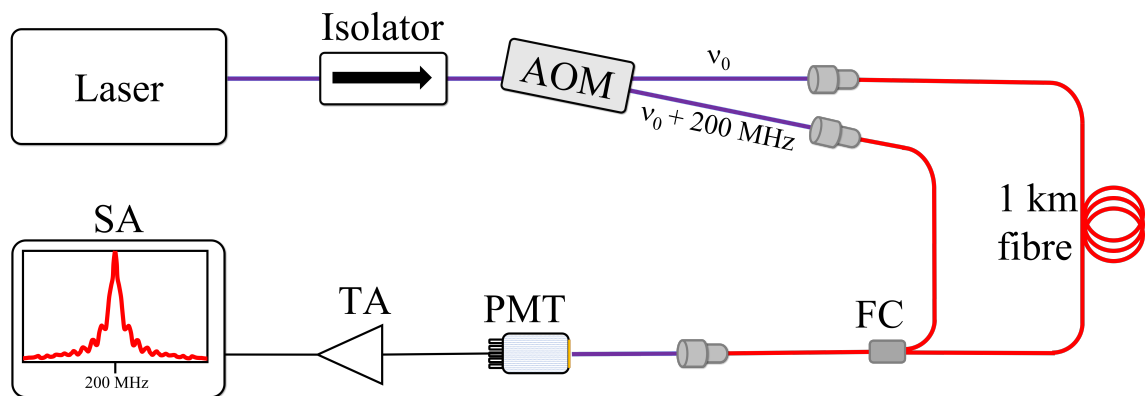 Isolator
Laser
AOM
ν₀
ν₀ + 200 MHz
1 km
fibre
SA
TA
PMT
FC
200 MHz